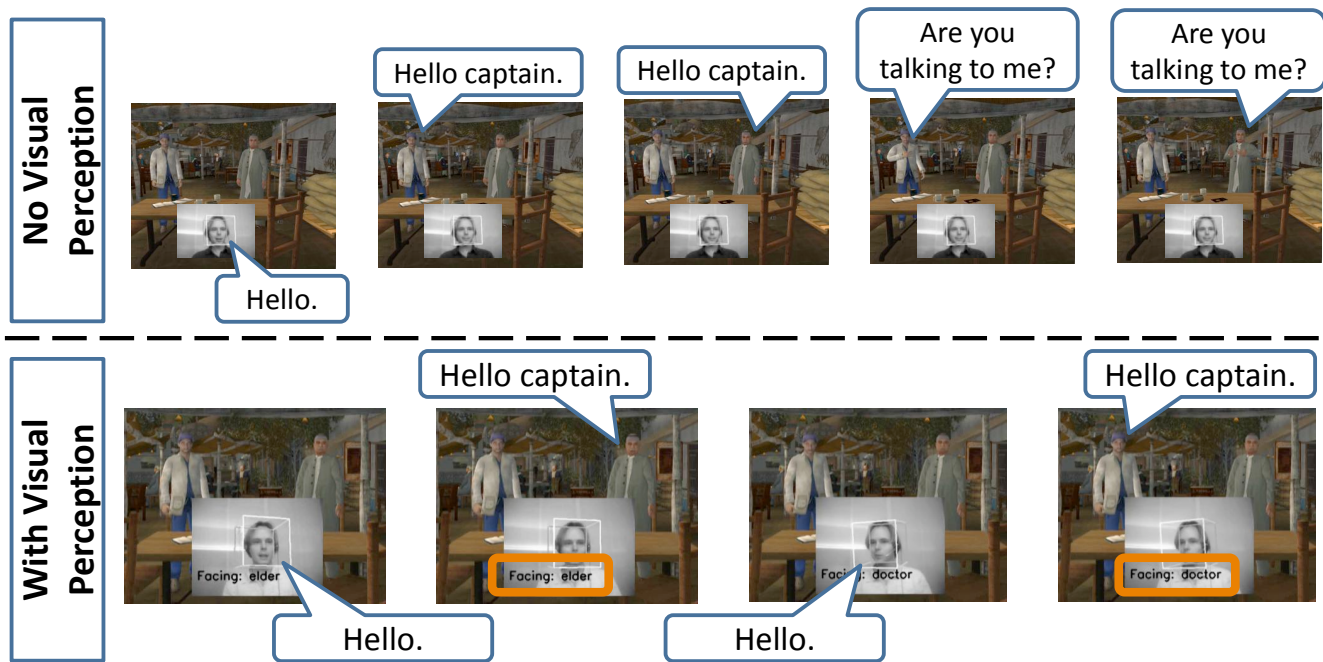 No Visual
Perception
Hello.
Hello captain.
Hello captain.
Are you
talking to me?
Are you
talking to me?
With Visual
Perception
Facing: elder
Hello.
Hello captain.
Facing: elder
Facing: doctor
Hello.
Hello captain.
Facing: doctor